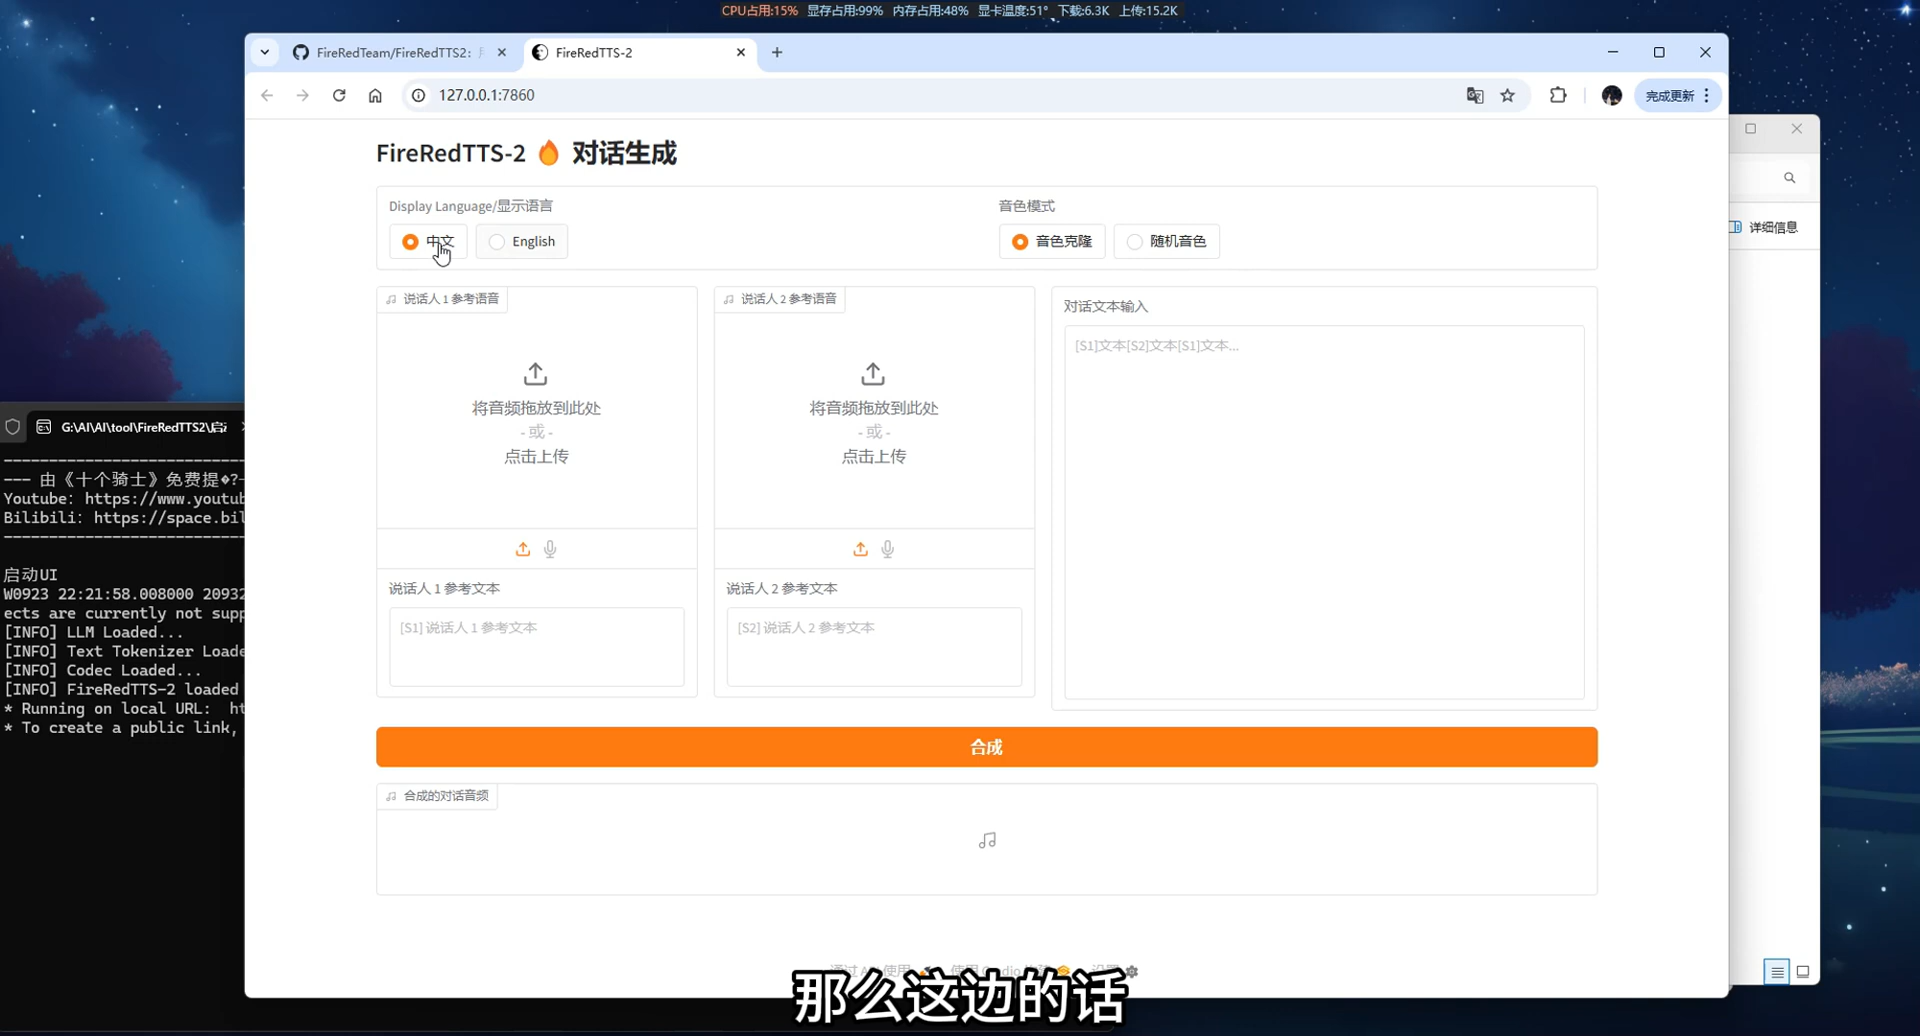 CPU占用:15% 显存占用:99% 内存占用:48% 显卡温度:51° 下载:6.3K 上传:15.2K
FireRedTeam/FireRedTTS2:
FireRedTTS-2
127.0.0.1:7860
完成更新
FireRedTTS-2 🔥 对话生成
Display Language/显示语言
中文
English
音色模式
音色克隆
随机音色
详细信息
说话人 1 参考语音
将音频拖放到此处
- 或 -
点击上传
说话人 1 参考文本
[S1] 说话人 1 参考文本
说话人 2 参考语音
将音频拖放到此处
- 或 -
点击上传
说话人 2 参考文本
[S2] 说话人 2 参考文本
对话文本输入
[S1]文本[S2]文本[S1]文本...
合成
合成的对话音频
G:\AI\AI\tool\FireRedTTS2\启
--- 由《十个骑士》免费提
Youtube: https://www.youtub
Bilibili: https://space.bil
启动UI
W0923 22:21:58.008000 20932
ects are currently not supp
[INFO] LLM Loaded...
[INFO] Text Tokenizer Loade
[INFO] Codec Loaded...
[INFO] FireRedTTS-2 loaded
* Running on local URL: ht
* To create a public link,
那么这边的话